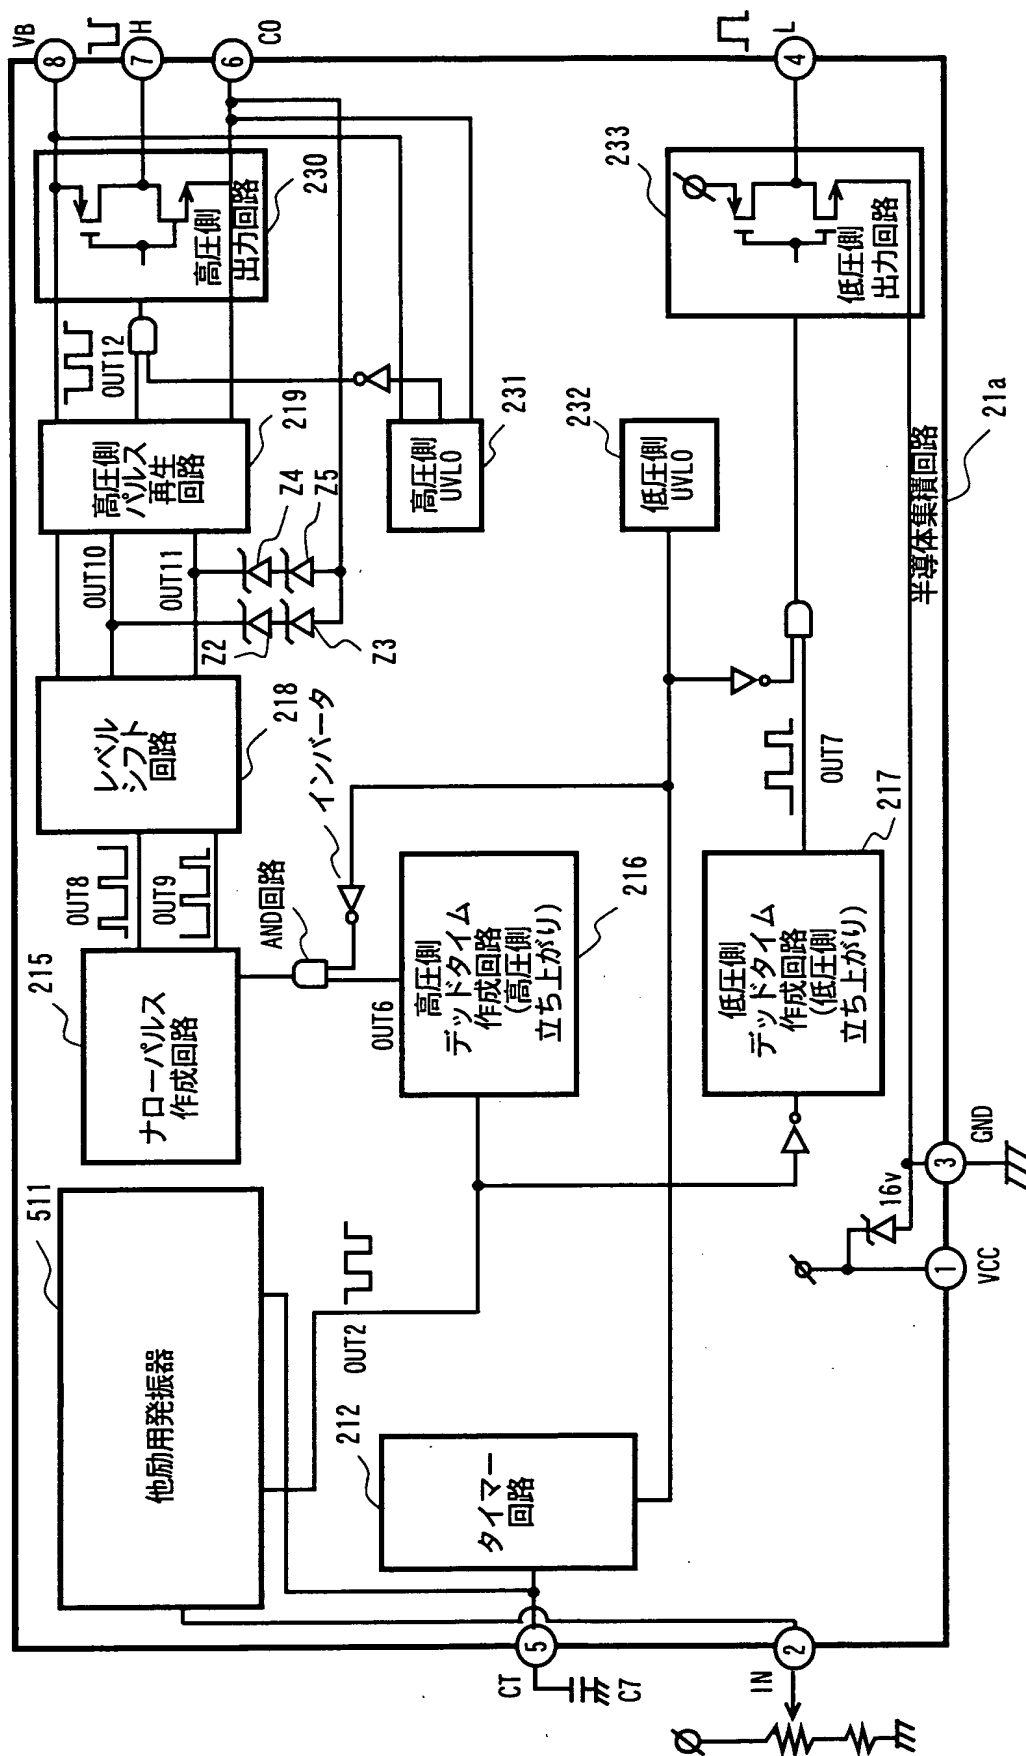 VB
8
H
7
CO
6
L
4
高圧側
出力回路
230
低圧側
出力回路
233
OUT12
高圧側
パルス
再生
回路
219
高圧側
UVLO
231
低圧側
UVLO
232
半導体集積回路
21a
OUT10
OUT11
Z4
Z5
Z2
Z3
レベル
シフト
回路
218
インバータ
OUT8
OUT9
AND回路
OUT7
215
ナローパルス
作成回路
OUT6
高圧側
デッドタイム
作成回路
(高圧側
立ち上がり)
216
低圧側
デッドタイム
作成回路
(低圧側
立ち上がり)
217
511
他励用発振器
OUT2
212
タイマー
回路
16v
3
GND
1
VCC
5
CT
C7
2
IN